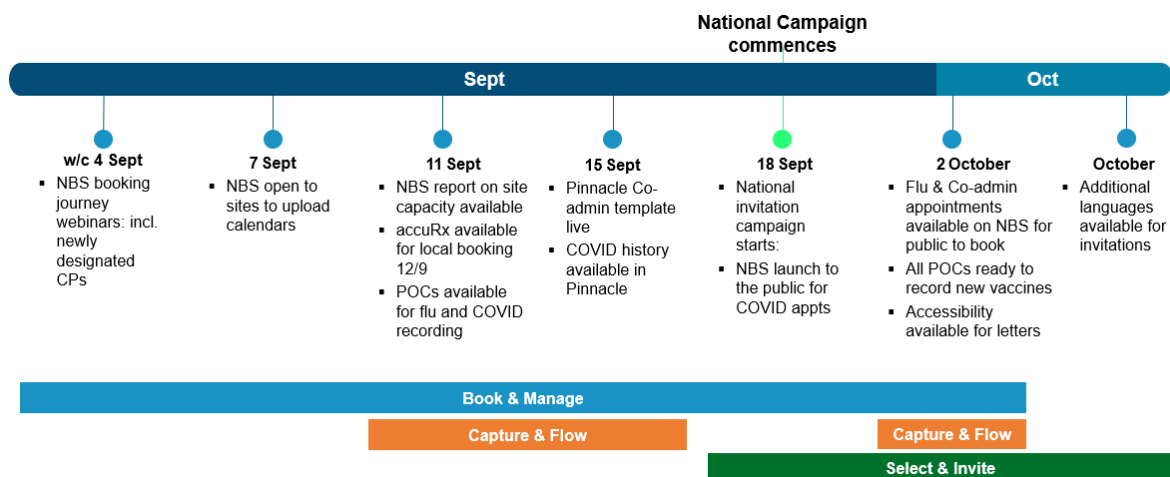 National Campaign
commences
Sept
Oct
w/c 4 Sept
▪ NBS booking
journey
webinars: incl.
newly
designated
CPs
7 Sept
▪ NBS open to
sites to upload
calendars
11 Sept
▪ NBS report on site
capacity available
▪ accuRx available
for local booking
12/9
▪ POCs available
for flu and COVID
recording
15 Sept
▪ Pinnacle Co-
admin template
live
▪ COVID history
available in
Pinnacle
18 Sept
▪ National
invitation
campaign
starts:
▪ NBS launch to
the public for
COVID appts
2 October
▪ Flu & Co-admin
appointments
available on NBS for
public to book
▪ All POCs ready to
record new vaccines
▪ Accessibility
available for letters
October
▪ Additional
languages
available for
invitations
Book & Manage
Capture & Flow
Capture & Flow
Select & Invite